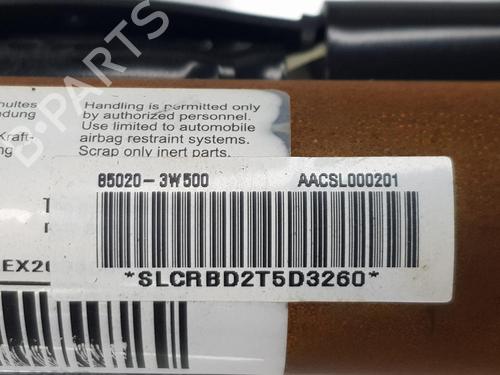 Handling is permitted only
by authorized personnel.
Use limited to automobile
airbag restraint systems.
Scrap only inert parts.
Kraft-
85020-3W500 AACSL000201
*SLCRBD2T5D3260*